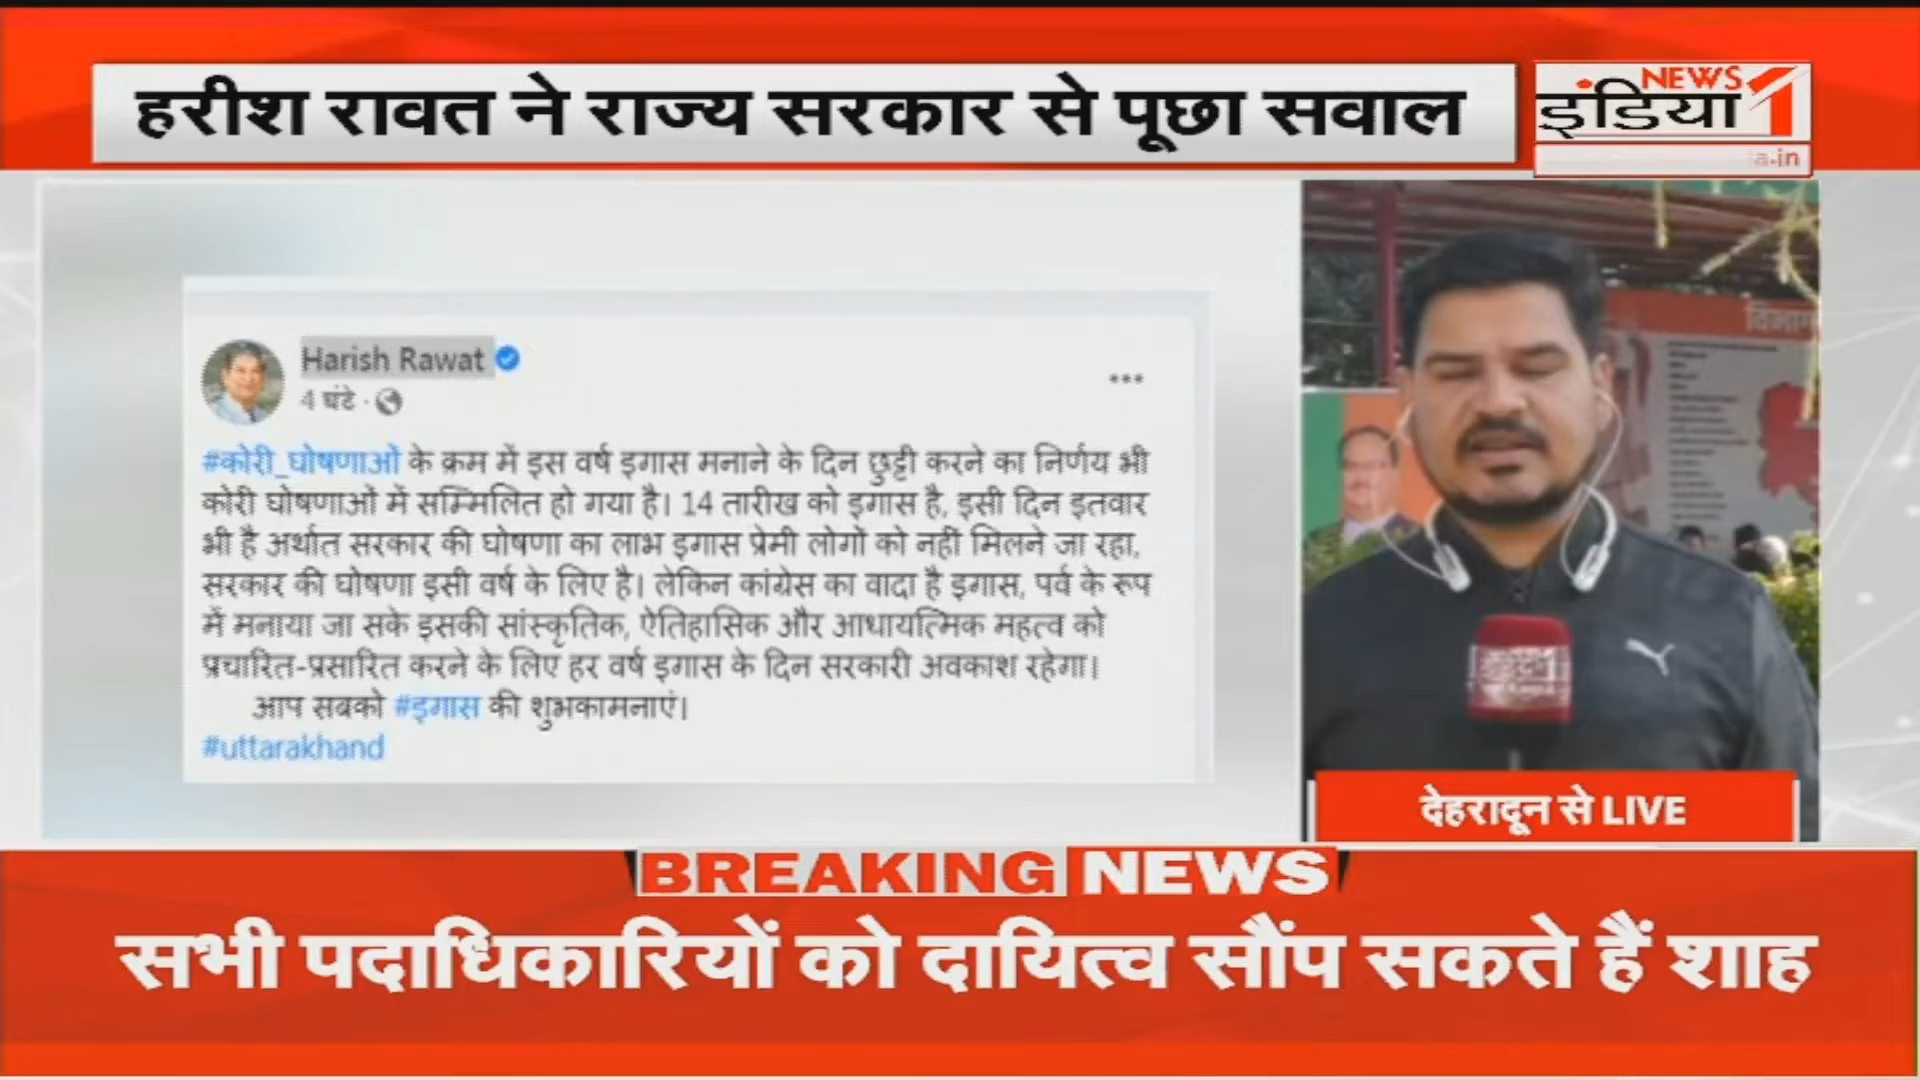 हरीश रावत ने राज्य सरकार से पूछा सवाल
NEWS
इंडिया 1
a.in
विभाग
Harish Rawat
4 घंटे ·
#कोरी_घोषणाओं के क्रम में इस वर्ष इगास मनाने के दिन छुट्टी करने का निर्णय भी
कोरी घोषणाओं में सम्मिलित हो गया है। 14 तारीख को इगास है, इसी दिन इतवार
भी है अर्थात सरकार की घोषणा का लाभ इगास प्रेमी लोगों को नहीं मिलने जा रहा,
सरकार की घोषणा इसी वर्ष के लिए है। लेकिन कांग्रेस का वादा है इगास, पर्व के रूप
में मनाया जा सके इसकी सांस्कृतिक, ऐतिहासिक और आधायत्मिक महत्व को
प्रचारित-प्रसारित करने के लिए हर वर्ष इगास के दिन सरकारी अवकाश रहेगा।
आप सबको #इगास की शुभकामनाएं।
#uttarakhand
देहरादून से LIVE
BREAKING NEWS
सभी पदाधिकारियों को दायित्व सौंप सकते हैं शाह